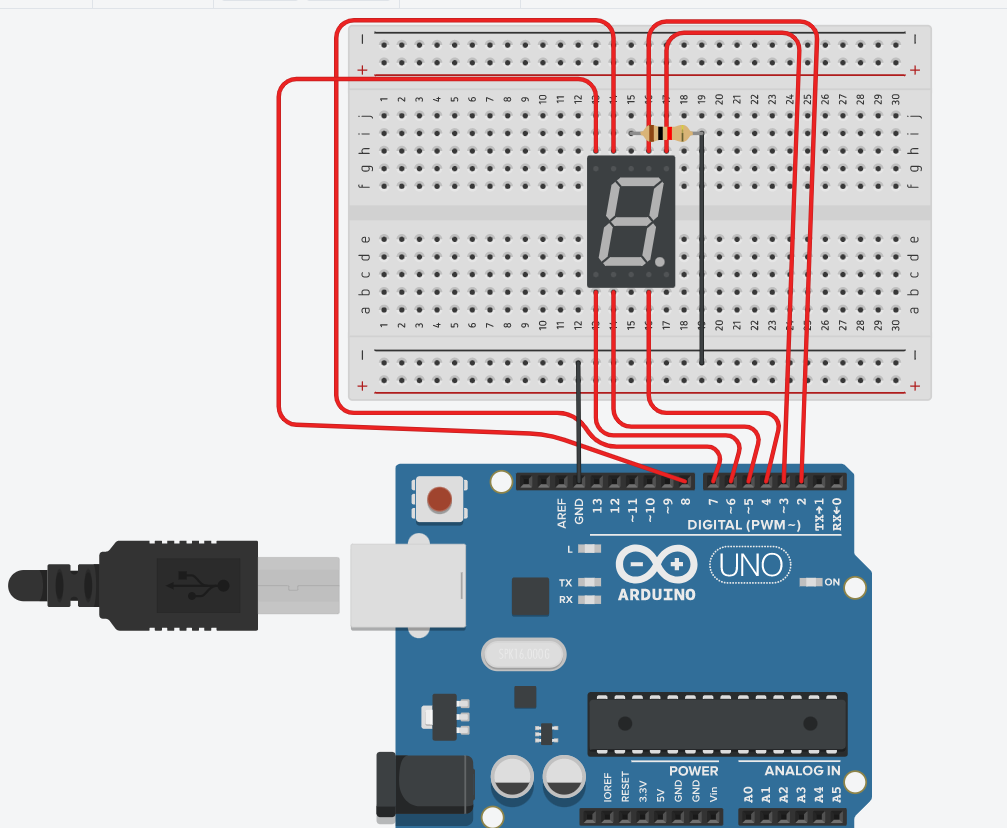 1 2 3 4 5 6 7 8 9 10 11 12 13 14 15 16 17 18 19 20 21 22 23 24 25 26 27 28 29 30
j j
i i
h h
g g
f f
e e
d d
c c
b b
a a
1 2 3 4 5 6 7 8 9 10 11 12 13 14 15 16 17 18 19 20 21 22 23 24 25 26 27 28 29 30
AREF GND 13 12 ~11 ~10 ~9 8 7 ~6 ~5 4 ~3 2 TX→1 RX←0
DIGITAL (PWM~)
L
UNO
TX
RX
ON
ARDUINO
SPK16.000G
POWER ANALOG IN
IOREF RESET 3.3V 5V GND GND Vin A0 A1 A2 A3 A4 A5